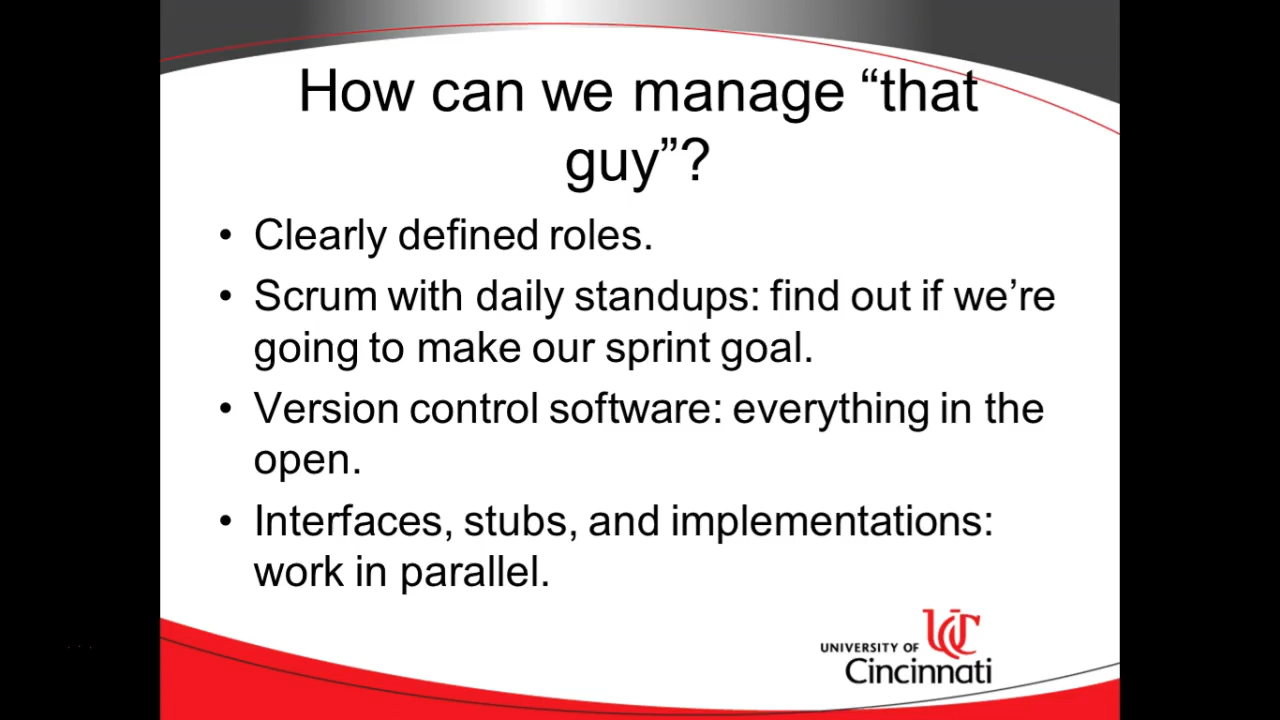 How can we manage “that
guy”?
• Clearly defined roles.
• Scrum with daily standups: find out if we’re
going to make our sprint goal.
• Version control software: everything in the
open.
• Interfaces, stubs, and implementations:
work in parallel.
UC
UNIVERSITY OF
Cincinnati